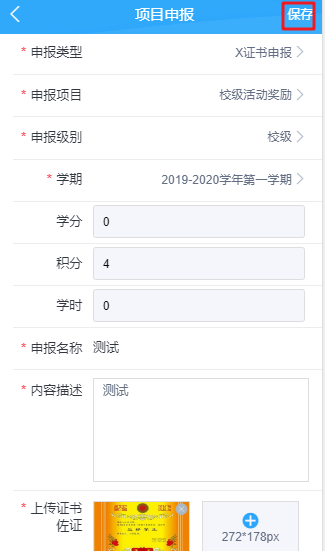 项目申报 保存
* 申报类型 X证书申报
* 申报项目 校级活动奖励
* 申报级别 校级
* 学期 2019-2020学年第一学期
学分 0
积分 4
学时 0
* 申报名称 测试
* 内容描述 测试
* 上传证书
佐证
272*178px